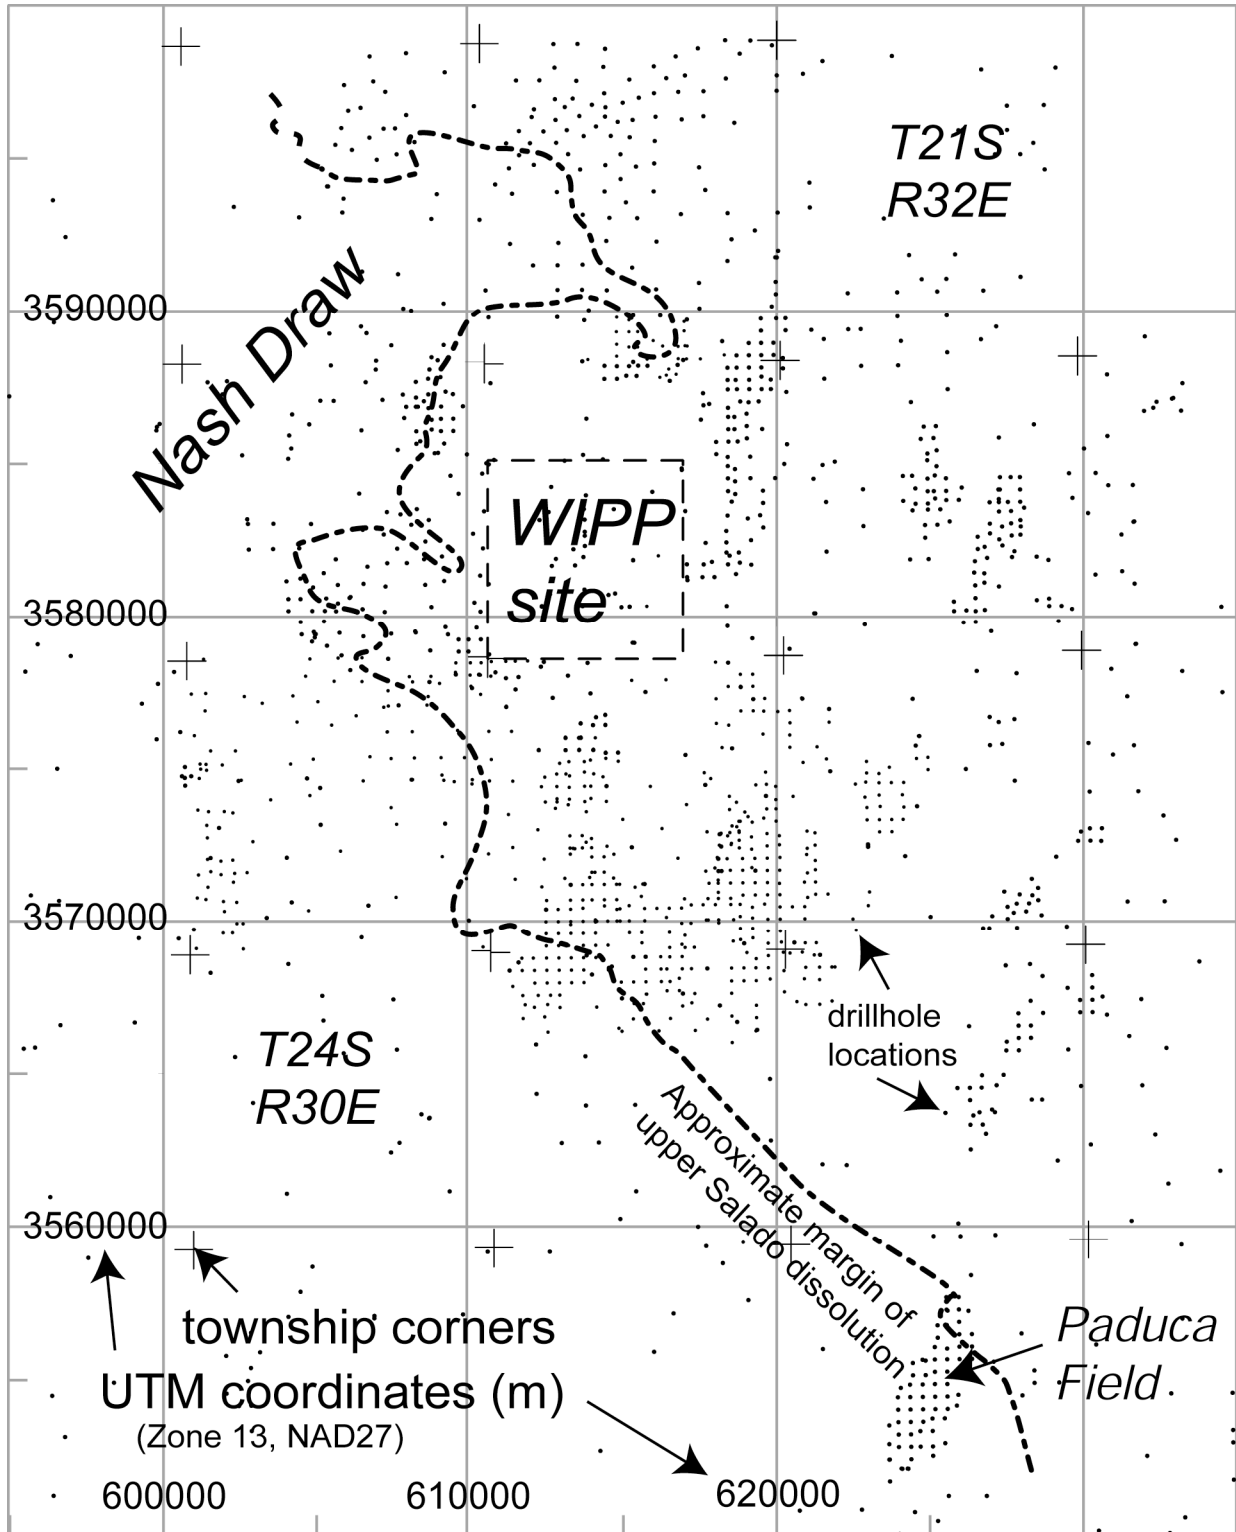 T21S
R32E
Nash Draw
3590000
WIPP
site
3580000
3570000
drillhole
locations
T24S
R30E
Approximate margin of
upper Salado dissolution
3560000
township corners
Paduca
Field
UTM coordinates (m)
(Zone 13, NAD27)
600000
610000
620000